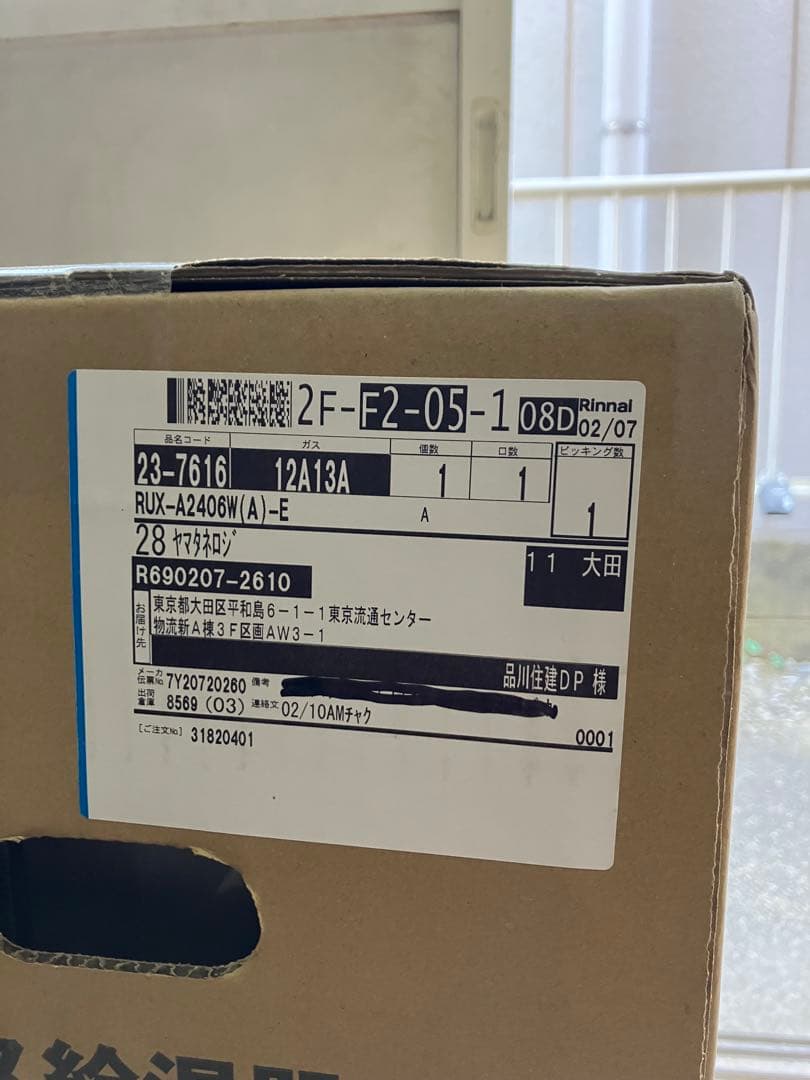 2F-F2-05-1 08D Rinnai 02/07
品名コード ガス 個数 口数 ピッキング数
23-7616 12A13A 1 1 1
RUX-A2406W(A)-E A
28 ヤマタネロジ 11 大田
R690207-2610
お届け先 東京都大田区平和島6-1-1東京流通センター
物流新A棟3F区画AW3-1
品川住建DP 様
メーカ伝票No. 7Y20720260 備考
出荷倉庫 8569 (03) 連絡文 02/10AMチャク
[ご注文No] 31820401 0001
給湯器